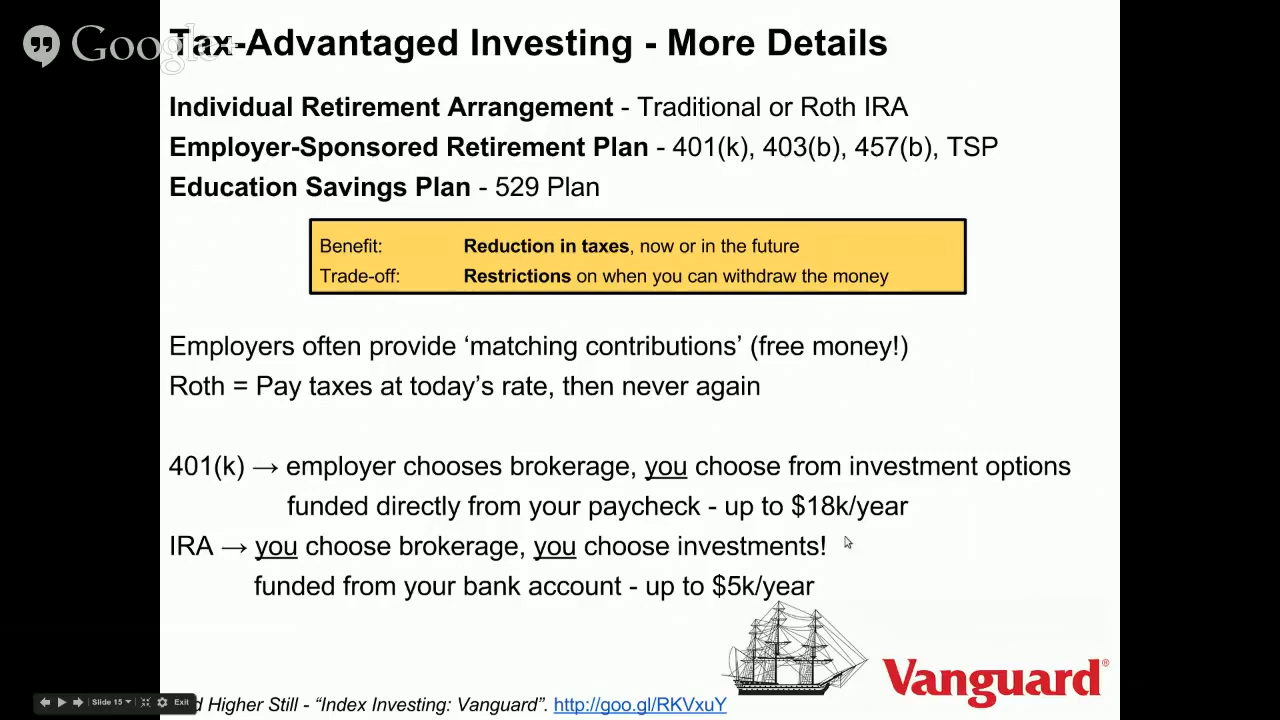 Google+
Tax-Advantaged Investing - More Details
Individual Retirement Arrangement - Traditional or Roth IRA
Employer-Sponsored Retirement Plan - 401(k), 403(b), 457(b), TSP
Education Savings Plan - 529 Plan
Benefit: Reduction in taxes, now or in the future
Trade-off: Restrictions on when you can withdraw the money
Employers often provide ‘matching contributions’ (free money!)
Roth = Pay taxes at today’s rate, then never again
401(k) → employer chooses brokerage, you choose from investment options
funded directly from your paycheck - up to $18k/year
IRA → you choose brokerage, you choose investments!
funded from your bank account - up to $5k/year
Vanguard®
Slide 15 Exit
d Higher Still - “Index Investing: Vanguard”. http://goo.gl/RKVxuY